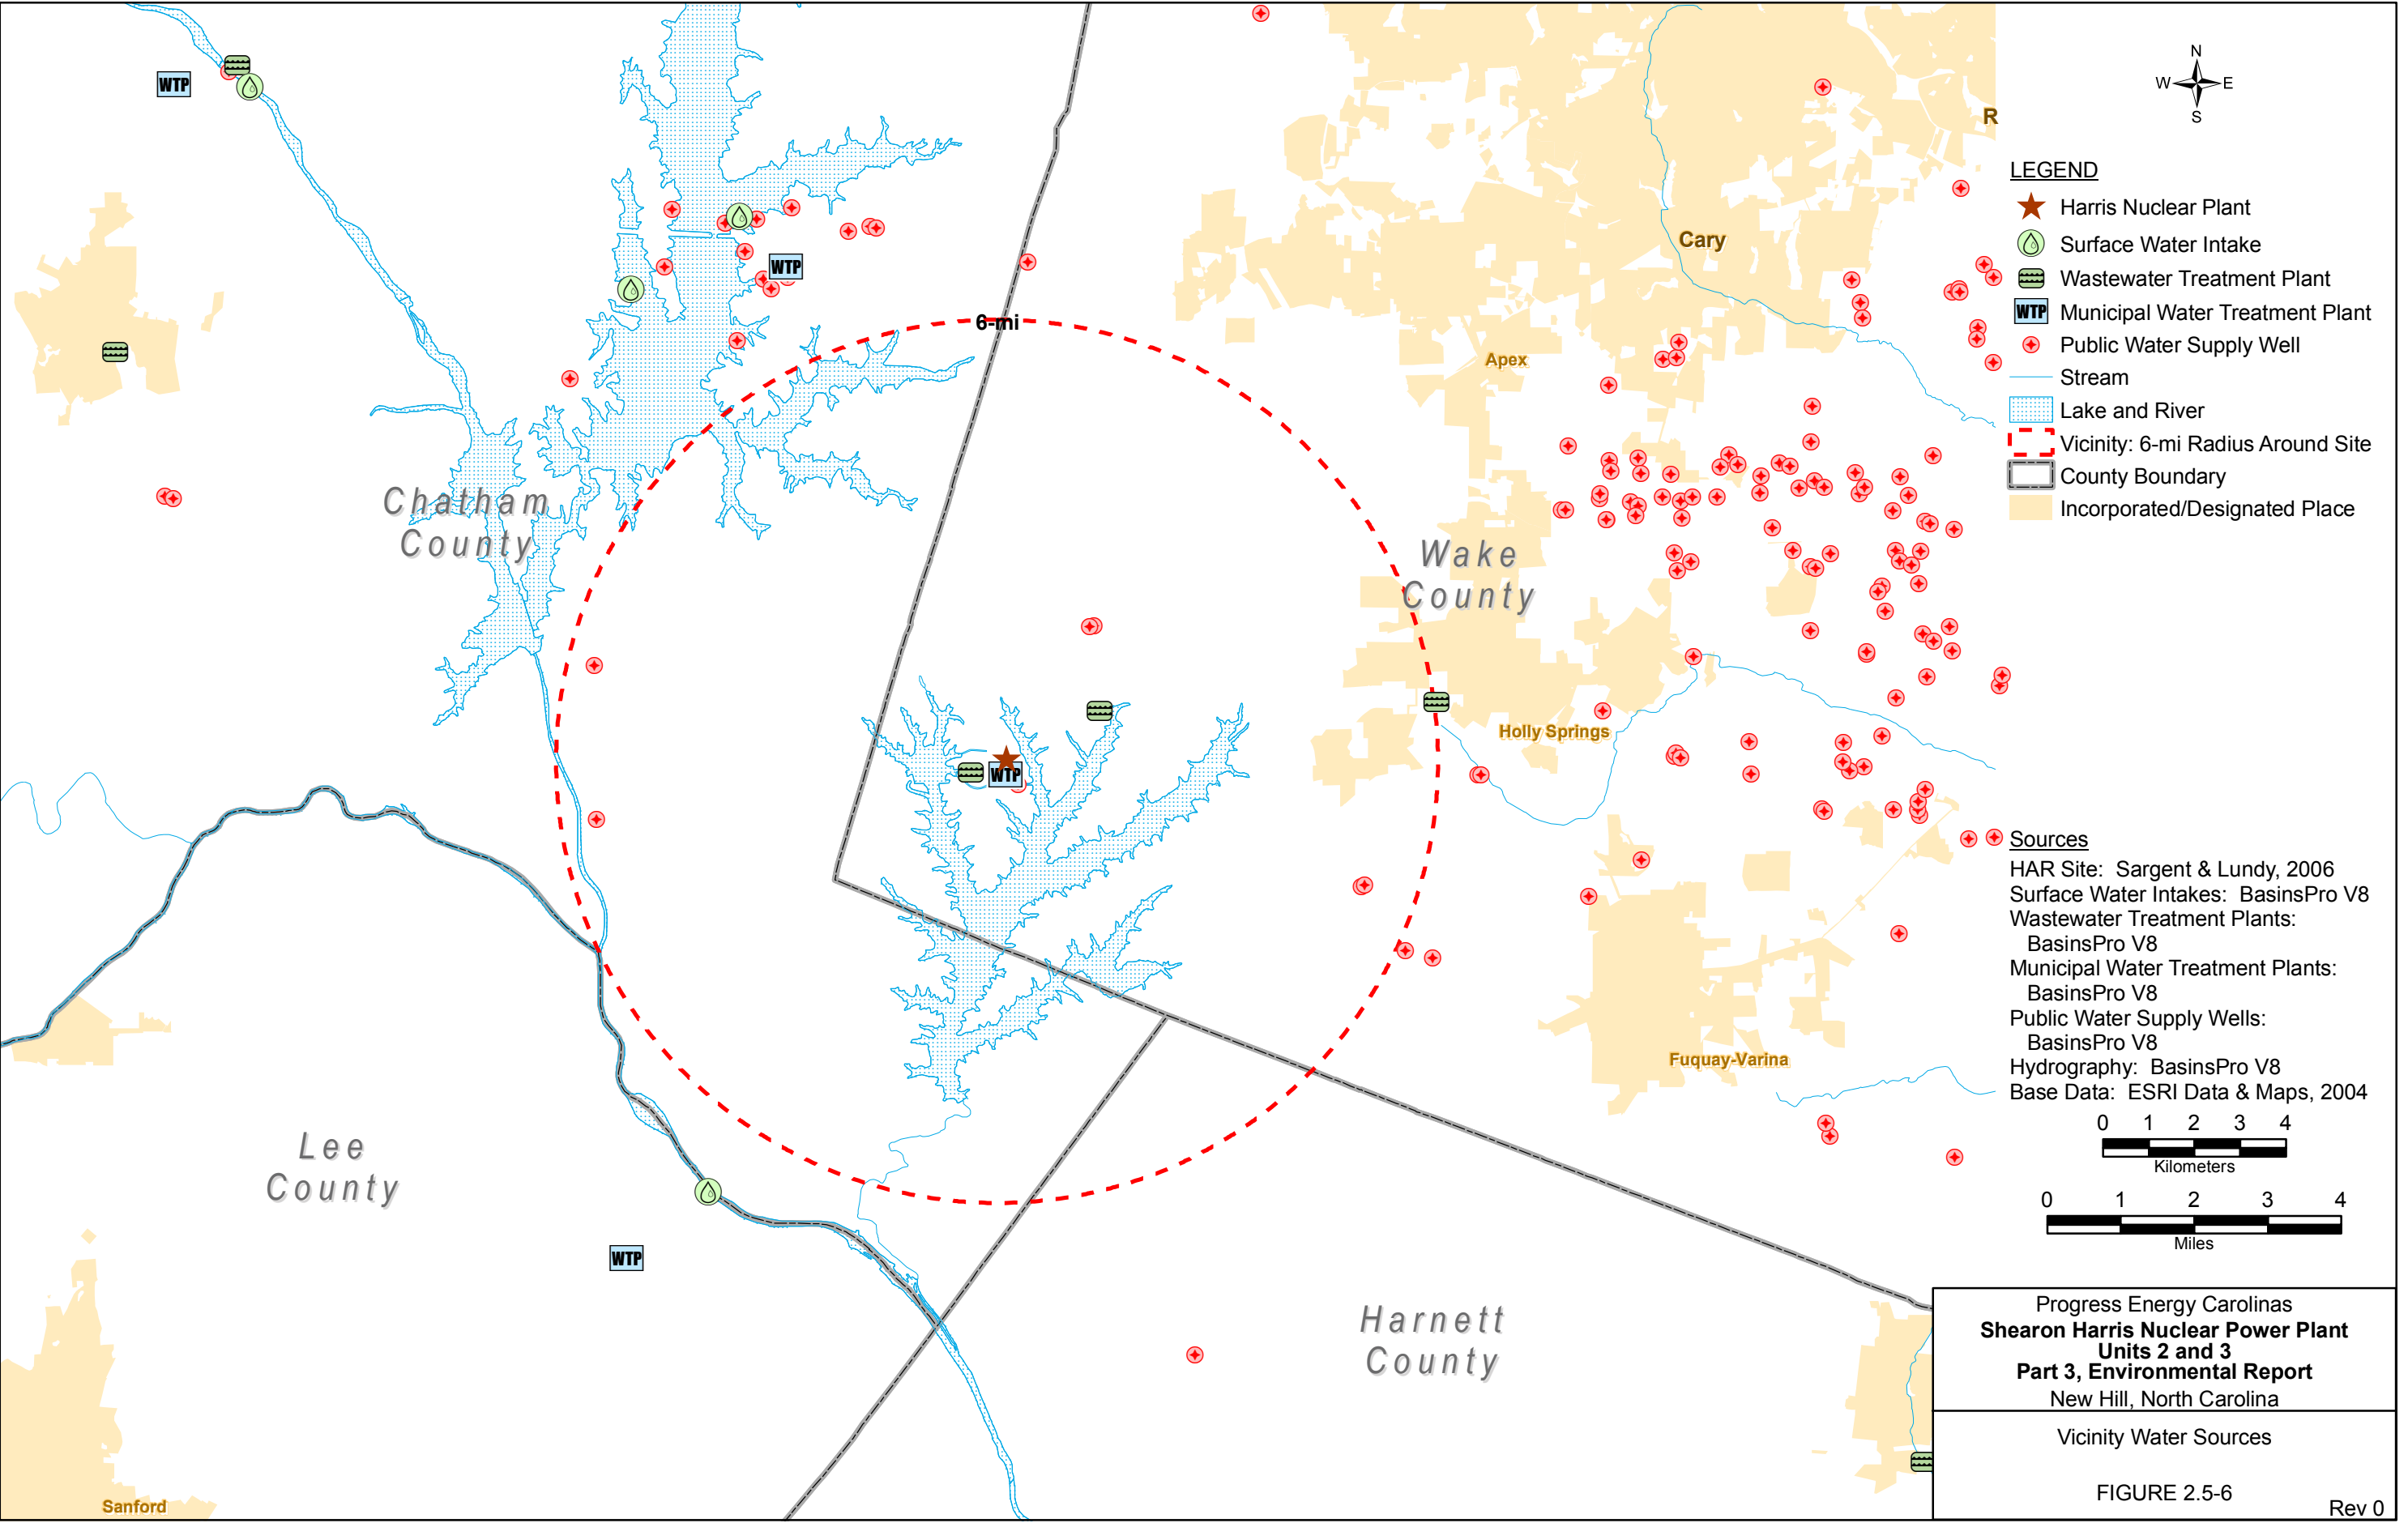 N
W E
S
R
WTP
LEGEND
Harris Nuclear Plant
Surface Water Intake
Wastewater Treatment Plant
WTP Municipal Water Treatment Plant
Public Water Supply Well
Stream
Lake and River
Vicinity: 6-mi Radius Around Site
County Boundary
Incorporated/Designated Place
Cary
WTP
6-mi
Apex
Chatham
County
Wake
County
Holly Springs
WTP
Sources
HAR Site: Sargent & Lundy, 2006
Surface Water Intakes: BasinsPro V8
Wastewater Treatment Plants:
BasinsPro V8
Municipal Water Treatment Plants:
BasinsPro V8
Public Water Supply Wells:
BasinsPro V8
Hydrography: BasinsPro V8
Base Data: ESRI Data & Maps, 2004
Fuquay-Varina
0 1 2 3 4
Kilometers
0 1 2 3 4
Miles
Lee
County
WTP
Harnett
County
Sanford
Progress Energy Carolinas
Shearon Harris Nuclear Power Plant
Units 2 and 3
Part 3, Environmental Report
New Hill, North Carolina
Vicinity Water Sources
FIGURE 2.5-6
Rev 0